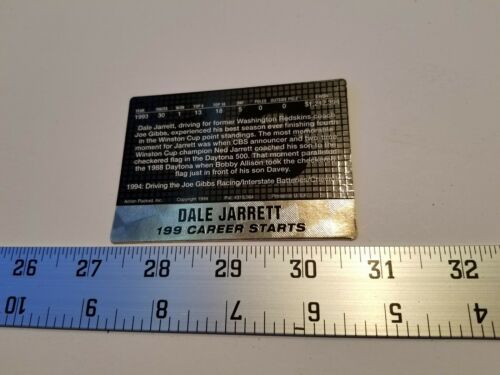 YEAR RACES WIN TOP 5 TOP 10 DNF POLES OUTSIDE POLE
1993 30 1 13 18 5 0 0
Dale Jarrett, driving for former Washington Redskins coach
Joe Gibbs, experienced his best season ever finishing fourth
in the Winston Cup point standings. The most memorable
moment for Jarrett was when CBS announcer and two time
Winston Cup champion Ned Jarrett coached his son to the
checkered flag in the Daytona 500. That moment paralleled
the 1988 Daytona when Bobby Allison took the checkered
flag just in front of his son Davey.
1994: Driving the Joe Gibbs Racing/Interstate Batteries/
Action Packed, Inc. Copyright 1994
DALE JARRETT
199 CAREER STARTS
26 27 28 29 30 31 32
10 9 8 7 6 5 4